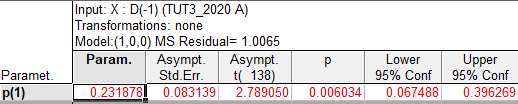 Input: X : D(-1) (TUT3_2020 A)
Transformations: none
Model:(1,0,0) MS Residual= 1.0065
Paramet. Param. Asympt. Std.Err. Asympt. t( 138) p Lower 95% Conf Upper 95% Conf
p(1) 0.231878 0.083139 2.789050 0.006034 0.067488 0.396269